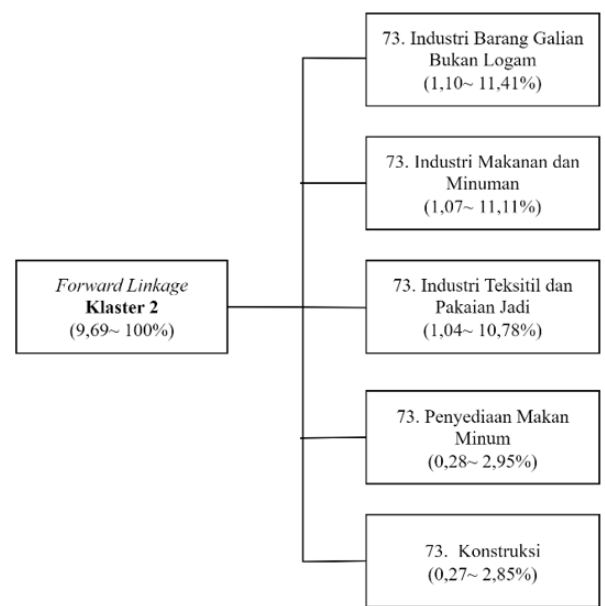 73. Industri Barang Galian
Bukan Logam
(1,10~ 11,41%)
73. Industri Makanan dan
Minuman
(1,07~ 11,11%)
Forward Linkage
Klaster 2
(9,69~ 100%)
73. Industri Teksitil dan
Pakaian Jadi
(1,04~ 10,78%)
73. Penyediaan Makan
Minum
(0,28~ 2,95%)
73. Konstruksi
(0,27~ 2,85%)